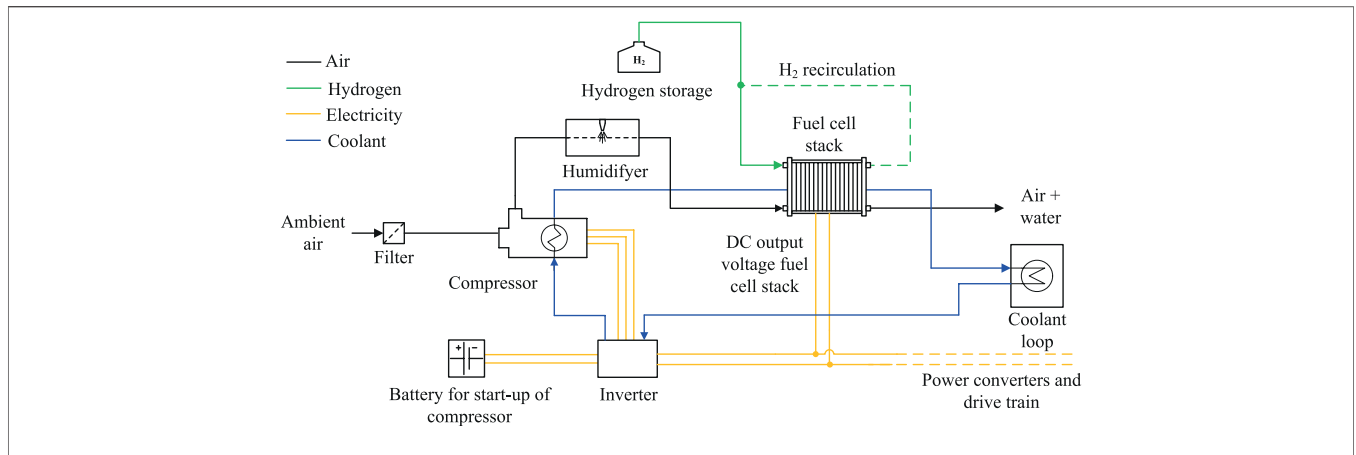 Air
Hydrogen
Electricity
Coolant
H₂
Hydrogen storage
H₂ recirculation
Fuel cell
stack
Humidifyer
Ambient
air
Filter
Compressor
DC output
voltage fuel
cell stack
Air +
water
Coolant
loop
+ −
Battery for start-up of
compressor
Inverter
Power converters and
drive train